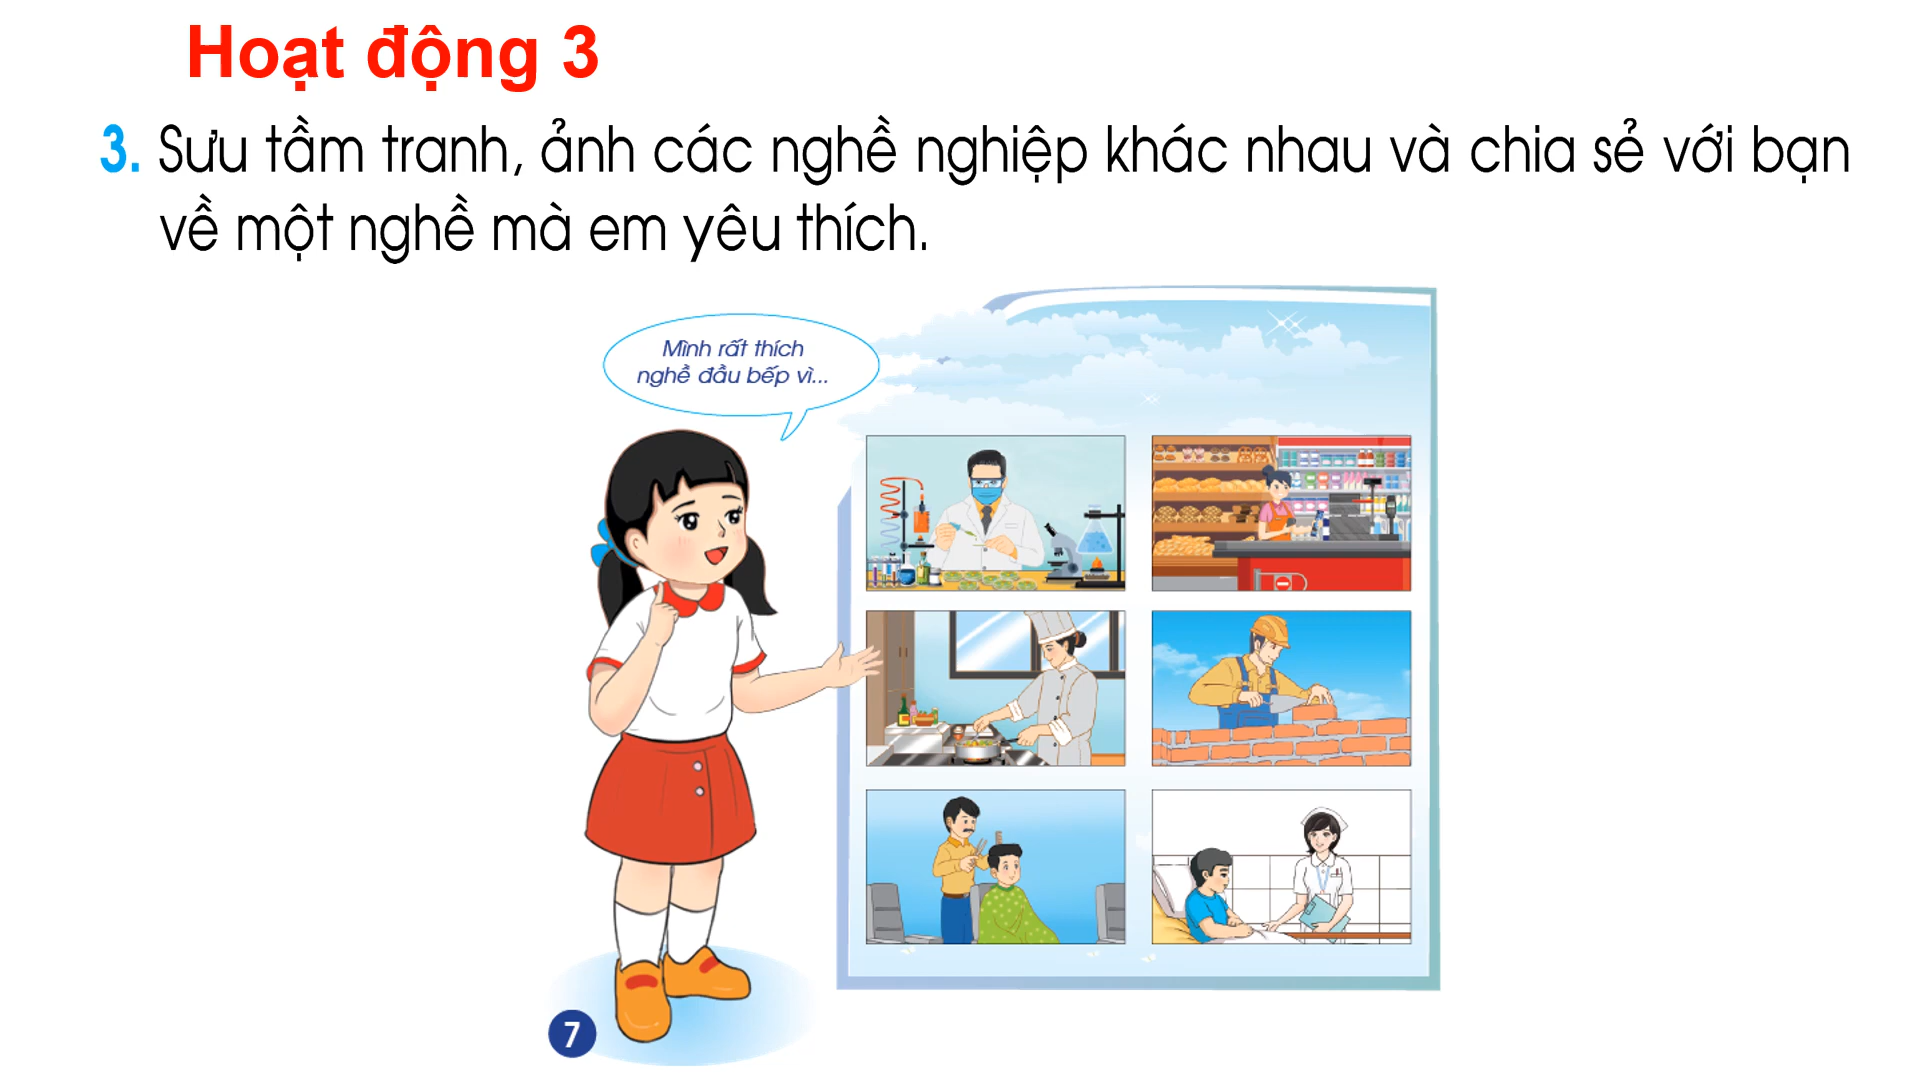 Hoạt động 3
3. Sưu tầm tranh, ảnh các nghề nghiệp khác nhau và chia sẻ với bạn
về một nghề mà em yêu thích.
Mình rất thích
nghề đầu bếp vì...
7